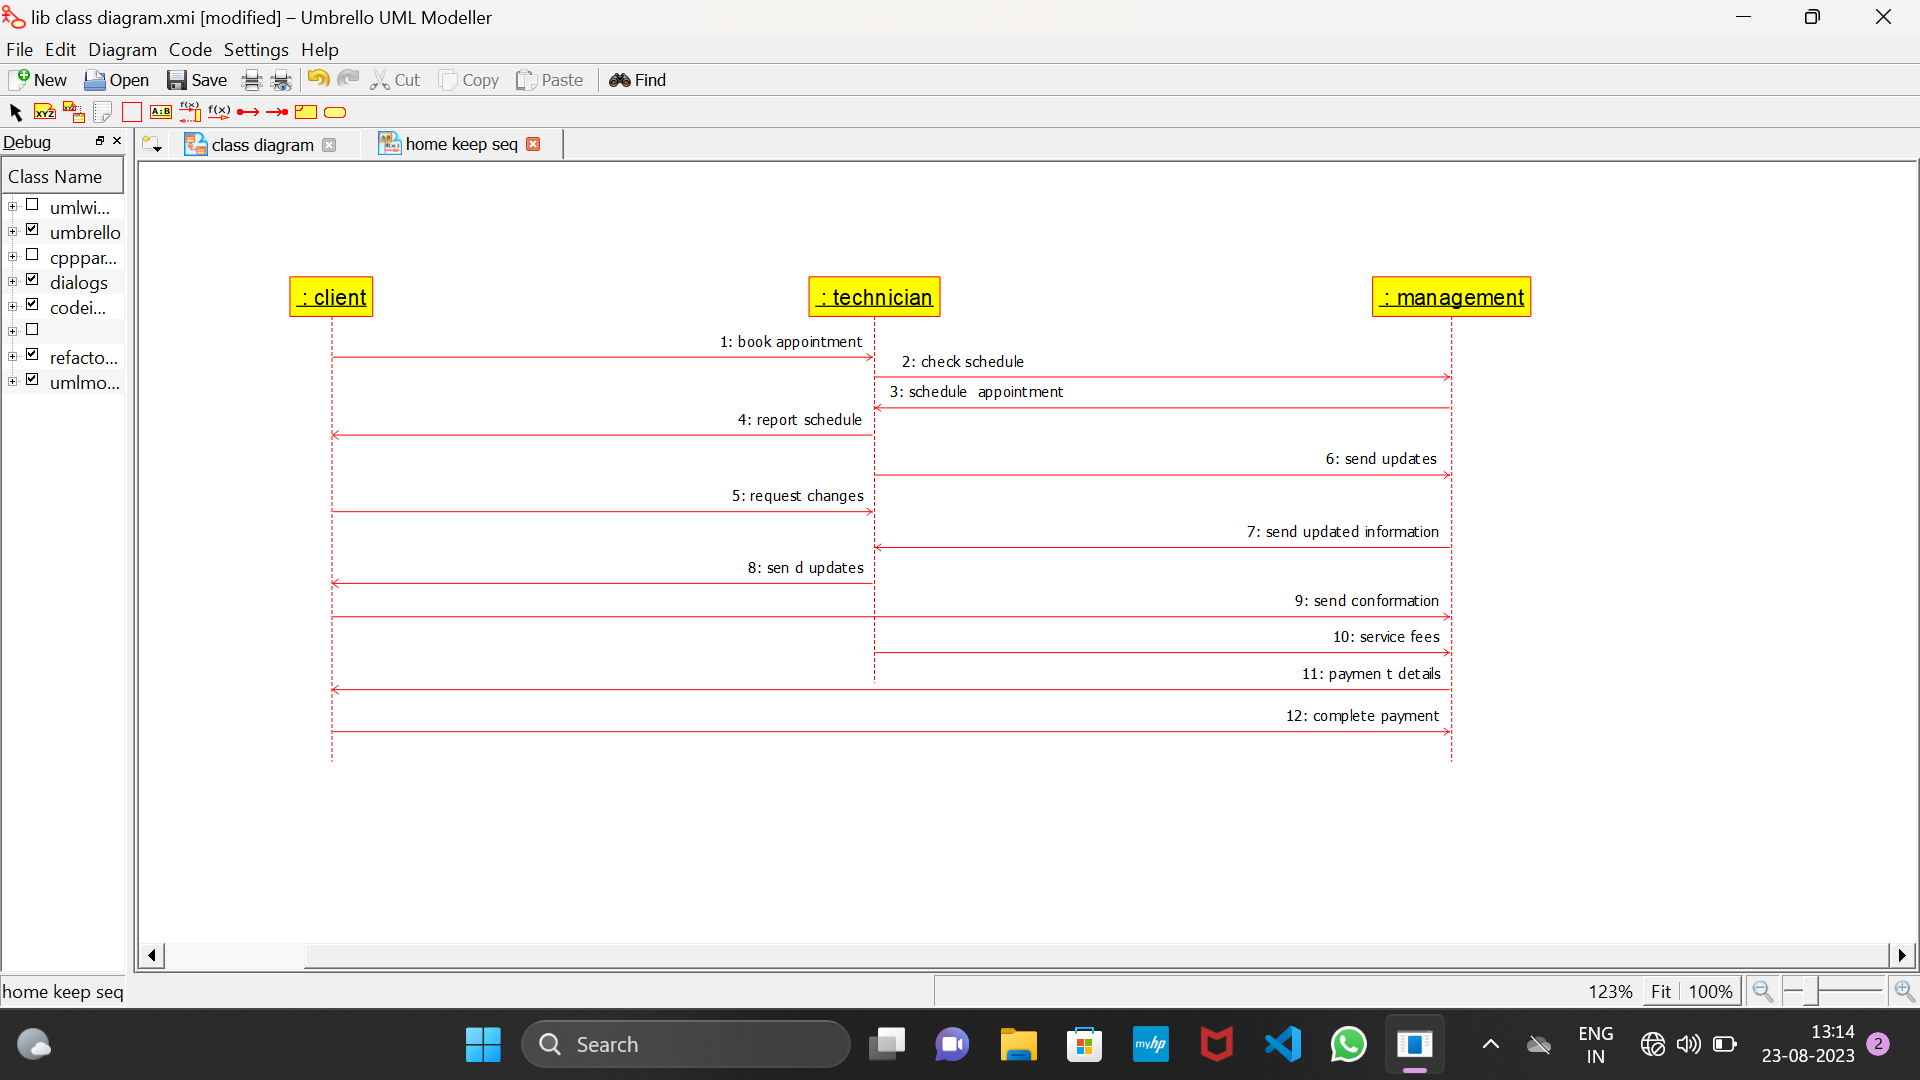 lib class diagram.xmi [modified] – Umbrello UML Modeller
File Edit Diagram Code Settings Help
New Open Save Cut Copy Paste Find
XYZ XYZ A:B f(x) f(x)
Debug
class diagram home keep seq
Class Name
umlwi...
umbrello
cpppar...
dialogs
codei...
refacto...
umlmo...
: client : technician : management
1: book appointment
2: check schedule
3: schedule appointment
4: report schedule
6: send updates
5: request changes
7: send updated information
8: sen d updates
9: send conformation
10: service fees
11: paymen t details
12: complete payment
home keep seq 123% Fit 100%
Search myhp ENG IN 13:14 23-08-2023 2